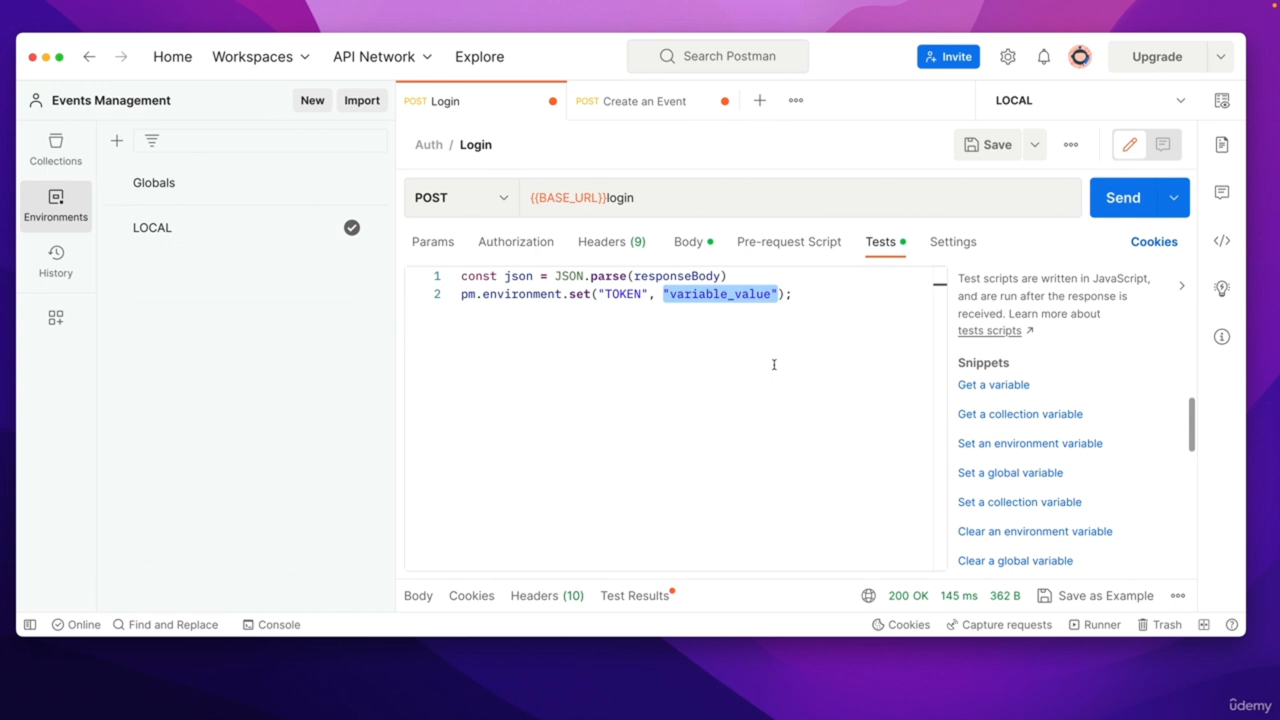 Home
Workspaces
API Network
Explore
Search Postman
Invite
Upgrade
Events Management
New
Import
POST Login
POST Create an Event
LOCAL
Collections
Environments
History
Globals
LOCAL
Auth / Login
Save
POST
{{BASE_URL}}login
Send
Params
Authorization
Headers (9)
Body
Pre-request Script
Tests
Settings
Cookies
1 const json = JSON.parse(responseBody)
2 pm.environment.set("TOKEN", "variable_value");
Test scripts are written in JavaScript,
and are run after the response is
received. Learn more about
tests scripts
Snippets
Get a variable
Get a collection variable
Set an environment variable
Set a global variable
Set a collection variable
Clear an environment variable
Clear a global variable
Body
Cookies
Headers (10)
Test Results
200 OK
145 ms
362 B
Save as Example
Online
Find and Replace
Console
Cookies
Capture requests
Runner
Trash
ûdemy